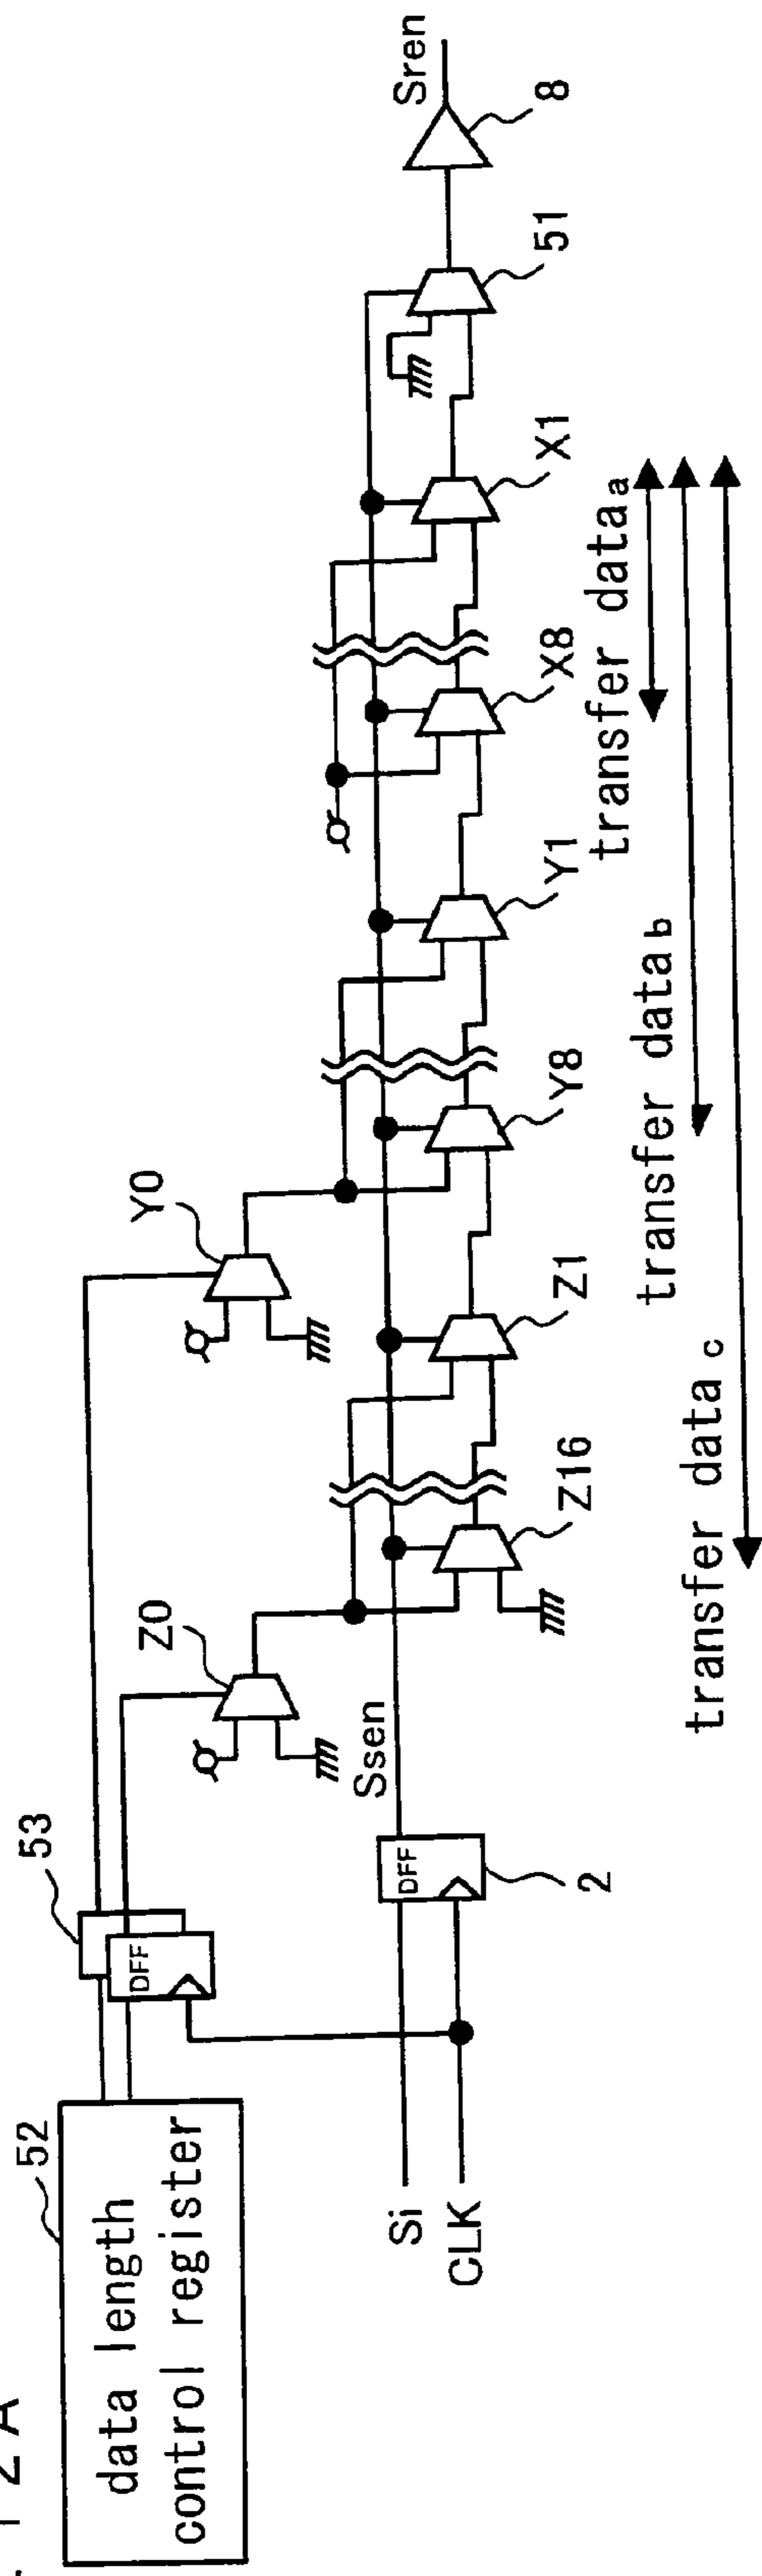 12A
52
data length
control register
53
DFF
Si
CLK
DFF
2
Ssen
Z0
Y0
Z16
Z1
Y8
Y1
X8
X1
51
8
Sren
transfer data a
transfer data b
transfer data c